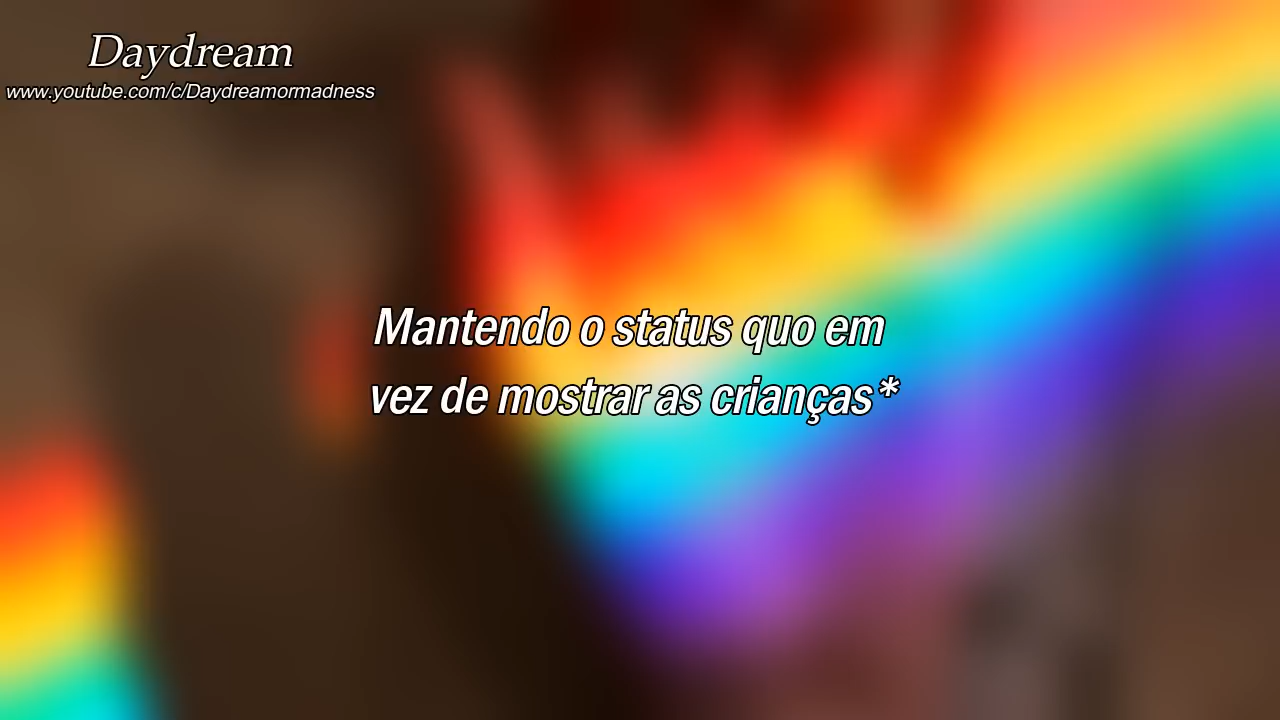 Daydream
www.youtube.com/c/Daydreamormadness
Mantendo o status quo em
vez de mostrar as crianças*